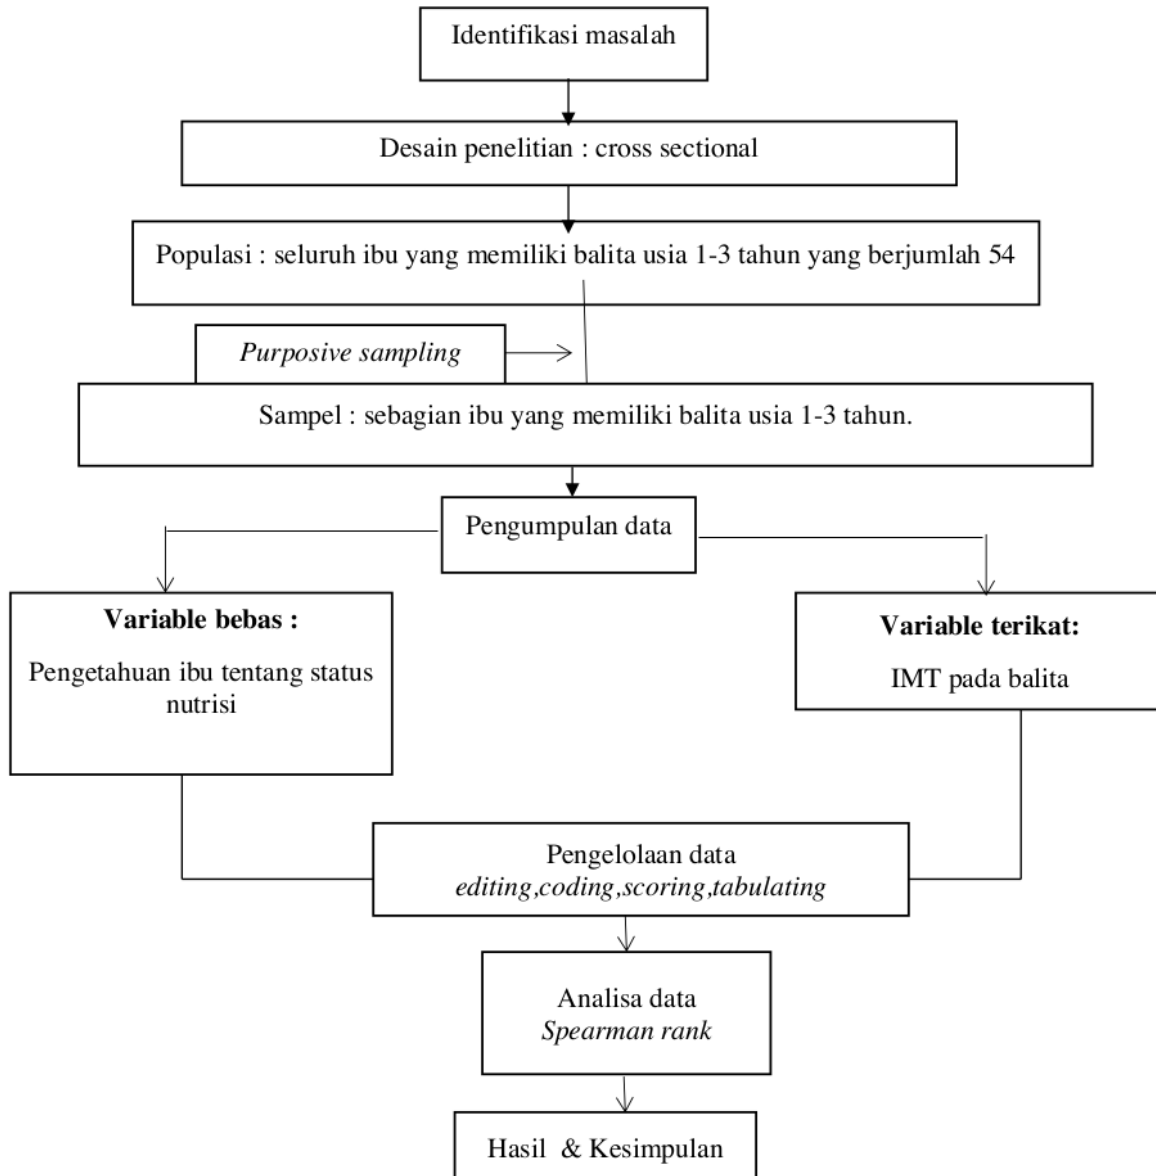 Identifikasi masalah
Desain penelitian : cross sectional
Populasi : seluruh ibu yang memiliki balita usia 1-3 tahun yang berjumlah 54
Purposive sampling
Sampel : sebagian ibu yang memiliki balita usia 1-3 tahun.
Pengumpulan data
Variable bebas :
Pengetahuan ibu tentang status
nutrisi
Variable terikat:
IMT pada balita
Pengelolaan data
editing,coding,scoring,tabulating
Analisa data
Spearman rank
Hasil & Kesimpulan